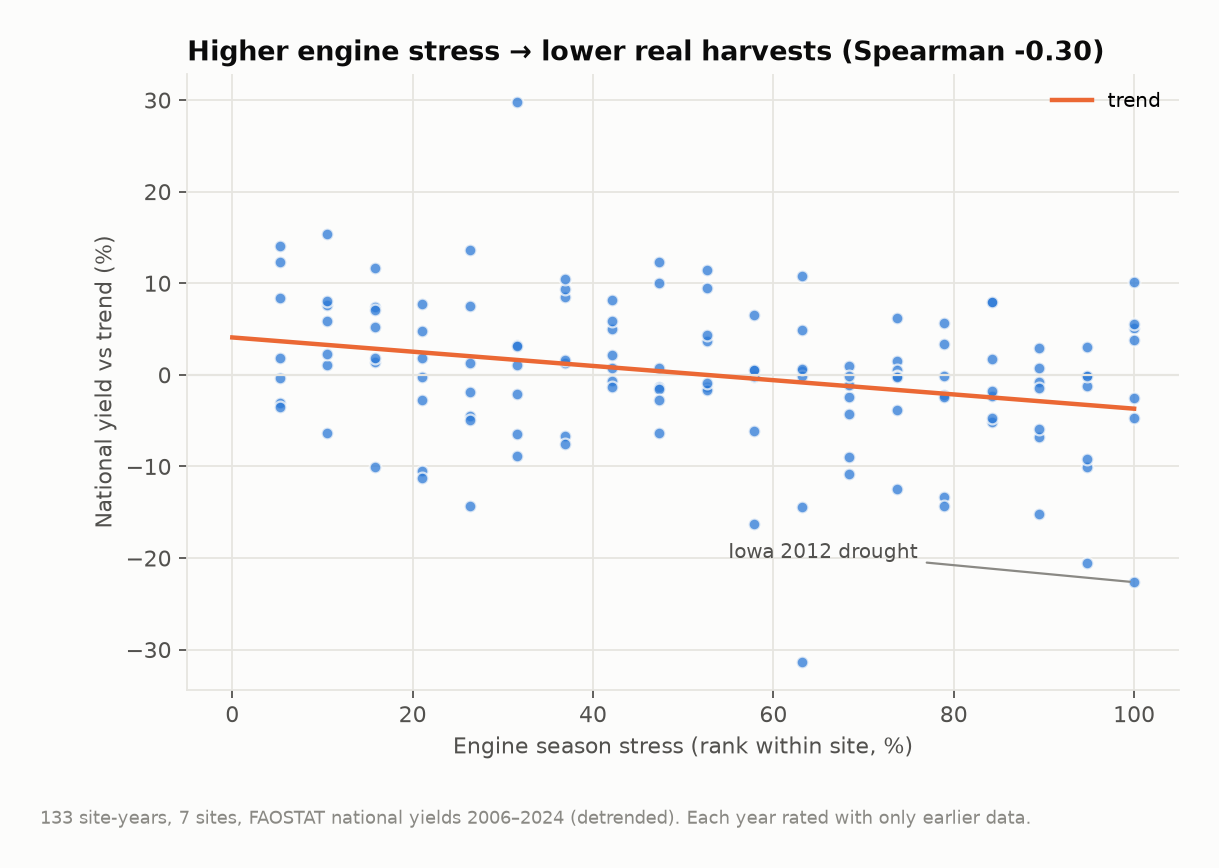 Higher engine stress → lower real harvests (Spearman -0.30)
trend
30
20
10
0
−10
−20
−30
National yield vs trend (%)
Iowa 2012 drought
0 20 40 60 80 100
Engine season stress (rank within site, %)
133 site-years, 7 sites, FAOSTAT national yields 2006–2024 (detrended). Each year rated with only earlier data.